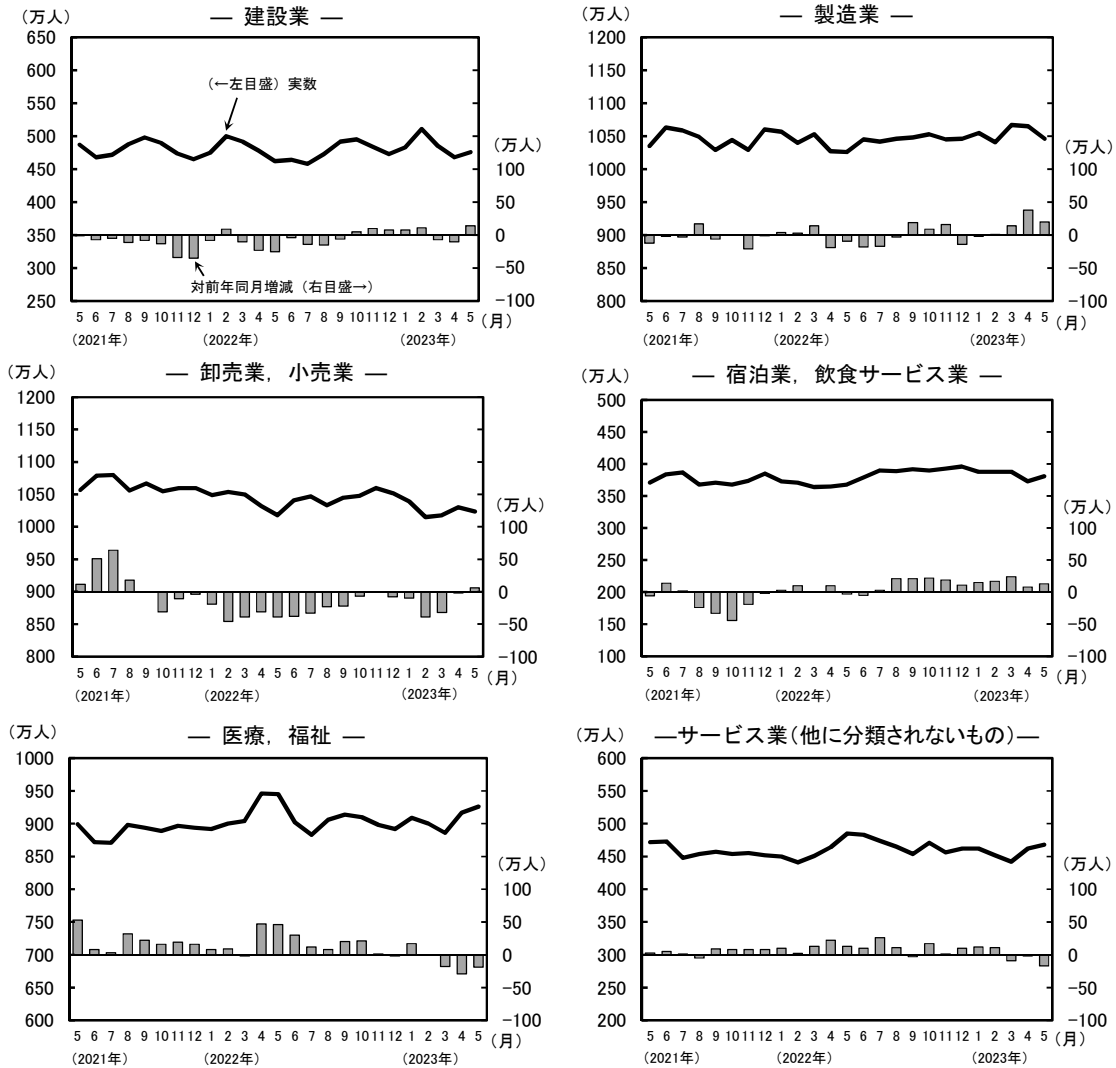 (万人)
― 建設業 ―
650
600
550
500
450
400
350
300
250
(←左目盛) 実数
対前年同月増減 (右目盛→)
(万人)
100
50
0
-50
-100
5 6 7 8 9 10 11 12 1 2 3 4 5 6 7 8 9 10 11 12 1 2 3 4 5 (月)
(2021年) (2022年) (2023年)
(万人)
― 製造業 ―
1200
1150
1100
1050
1000
950
900
850
800
(万人)
100
50
0
-50
-100
5 6 7 8 9 10 11 12 1 2 3 4 5 6 7 8 9 10 11 12 1 2 3 4 5 (月)
(2021年) (2022年) (2023年)
(万人)
― 卸売業，小売業 ―
1200
1150
1100
1050
1000
950
900
850
800
(万人)
100
50
0
-50
-100
5 6 7 8 9 10 11 12 1 2 3 4 5 6 7 8 9 10 11 12 1 2 3 4 5 (月)
(2021年) (2022年) (2023年)
(万人)
― 宿泊業，飲食サービス業 ―
500
450
400
350
300
250
200
150
100
(万人)
100
50
0
-50
-100
5 6 7 8 9 10 11 12 1 2 3 4 5 6 7 8 9 10 11 12 1 2 3 4 5 (月)
(2021年) (2022年) (2023年)
(万人)
― 医療，福祉 ―
1000
950
900
850
800
750
700
650
600
(万人)
100
50
0
-50
-100
5 6 7 8 9 10 11 12 1 2 3 4 5 6 7 8 9 10 11 12 1 2 3 4 5 (月)
(2021年) (2022年) (2023年)
(万人)
―サービス業(他に分類されないもの)―
600
550
500
450
400
350
300
250
200
(万人)
100
50
0
-50
-100
5 6 7 8 9 10 11 12 1 2 3 4 5 6 7 8 9 10 11 12 1 2 3 4 5 (月)
(2021年) (2022年) (2023年)